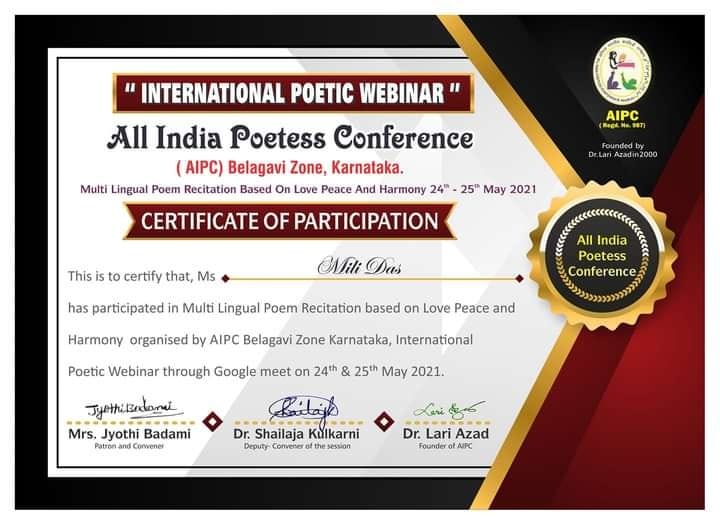 " INTERNATIONAL POETIC WEBINAR "
All India Poetess Conference
( AIPC) Belagavi Zone, Karnataka.
Multi Lingual Poem Recitation Based On Love Peace And Harmony 24th - 25th May 2021
CERTIFICATE OF PARTICIPATION
AIPC
( Regd. No. 987)
Founded by
Dr.Lari Azadin2000
All India
Poetess
Conference
This is to certify that, Ms Mili Das
has participated in Multi Lingual Poem Recitation based on Love Peace and
Harmony organised by AIPC Belagavi Zone Karnataka, International
Poetic Webinar through Google meet on 24th & 25th May 2021.
Jyothi Badami
Shailaja
Lari Azad
Mrs. Jyothi Badami
Patron and Convener
Dr. Shailaja Kulkarni
Deputy- Convener of the session
Dr. Lari Azad
Founder of AIPC